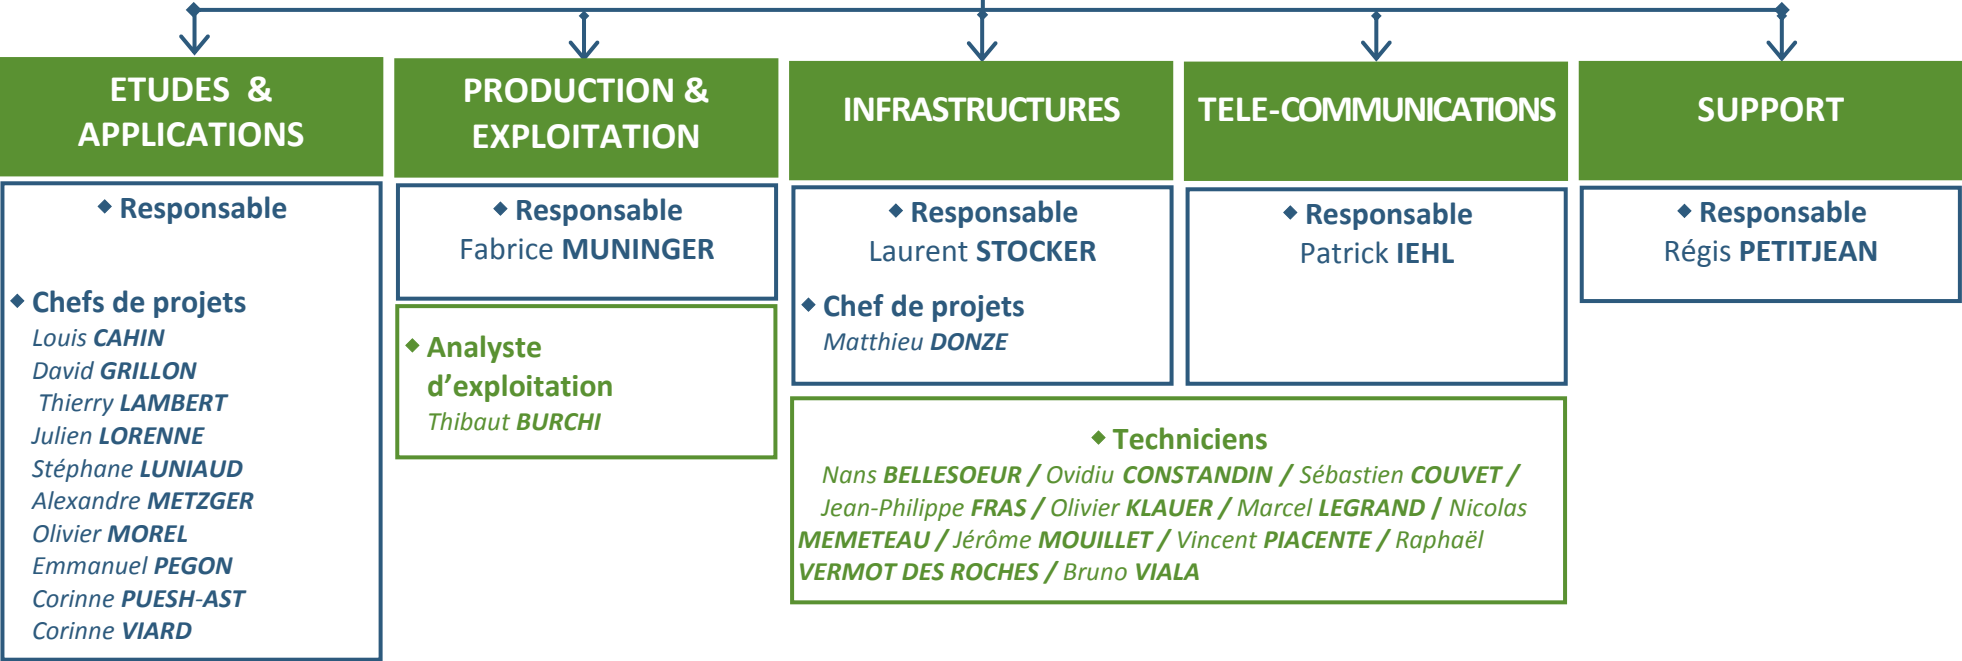 ETUDES &
APPLICATIONS
◆ Responsable
◆ Chefs de projets
Louis CAHIN
David GRILLON
Thierry LAMBERT
Julien LORENNE
Stéphane LUNIAUD
Alexandre METZGER
Olivier MOREL
Emmanuel PEGON
Corinne PUESH-AST
Corinne VIARD
PRODUCTION &
EXPLOITATION
◆ Responsable
Fabrice MUNINGER
◆ Analyste
d’exploitation
Thibaut BURCHI
INFRASTRUCTURES
◆ Responsable
Laurent STOCKER
◆ Chef de projets
Matthieu DONZE
TELE-COMMUNICATIONS
◆ Responsable
Patrick IEHL
◆ Techniciens
Nans BELLESOEUR / Ovidiu CONSTANDIN / Sébastien COUVET /
Jean-Philippe FRAS / Olivier KLAUER / Marcel LEGRAND / Nicolas
MEMETEAU / Jérôme MOUILLET / Vincent PIACENTE / Raphaël
VERMOT DES ROCHES / Bruno VIALA
SUPPORT
◆ Responsable
Régis PETITJEAN